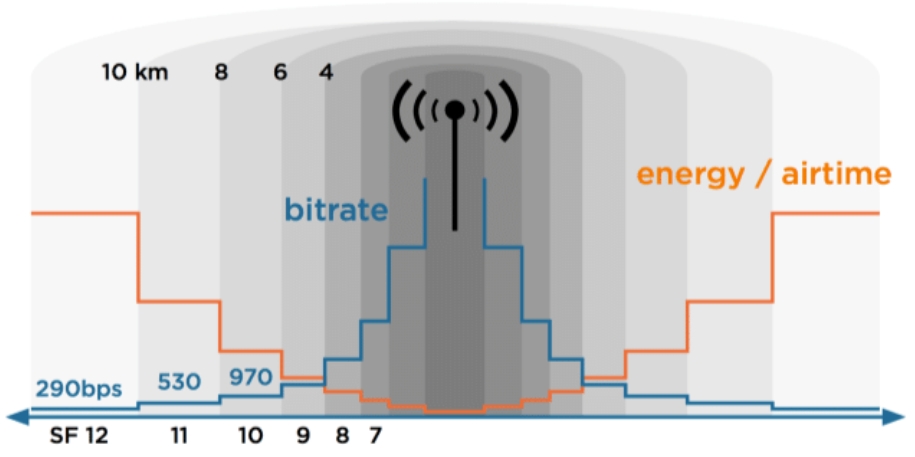 10 km 8 6 4
energy / airtime
bitrate
290bps 530 970
SF 12 11 10 9 8 7